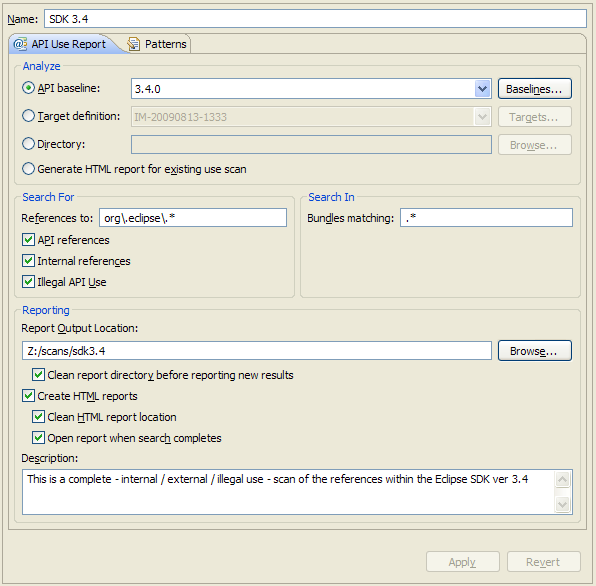 Name: SDK 3.4
API Use Report Patterns
Analyze
API baseline: 3.4.0 Baselines...
Target definition: IM-20090813-1333 Targets...
Directory: Browse...
Generate HTML report for existing use scan
Search For
References to: org\.eclipse\.*
API references
Internal references
Illegal API Use
Search In
Bundles matching: .*
Reporting
Report Output Location:
Z:/scans/sdk3.4 Browse...
Clean report directory before reporting new results
Create HTML reports
Clean HTML report location
Open report when search completes
Description:
This is a complete - internal / external / illegal use - scan of the references within the Eclipse SDK ver 3.4
Apply Revert